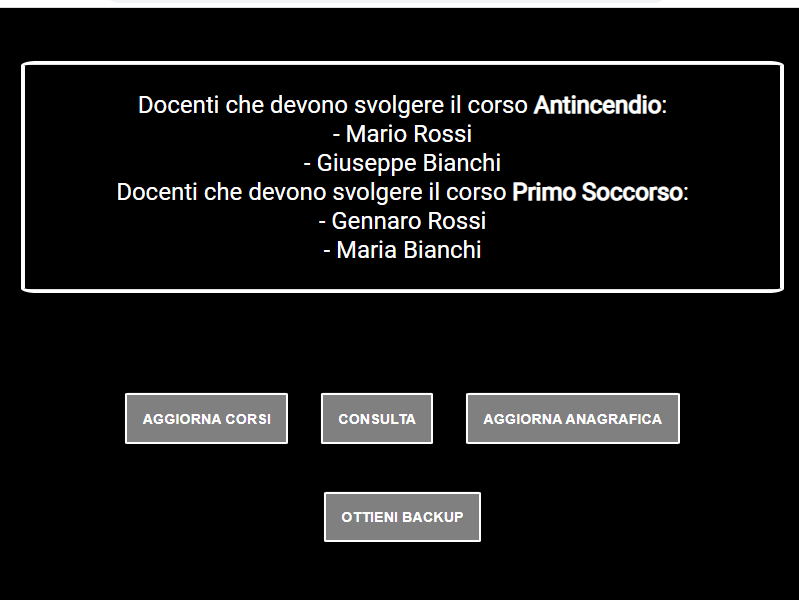 Docenti che devono svolgere il corso Antincendio:
- Mario Rossi
- Giuseppe Bianchi
Docenti che devono svolgere il corso Primo Soccorso:
- Gennaro Rossi
- Maria Bianchi
AGGIORNA CORSI
CONSULTA
AGGIORNA ANAGRAFICA
OTTIENI BACKUP